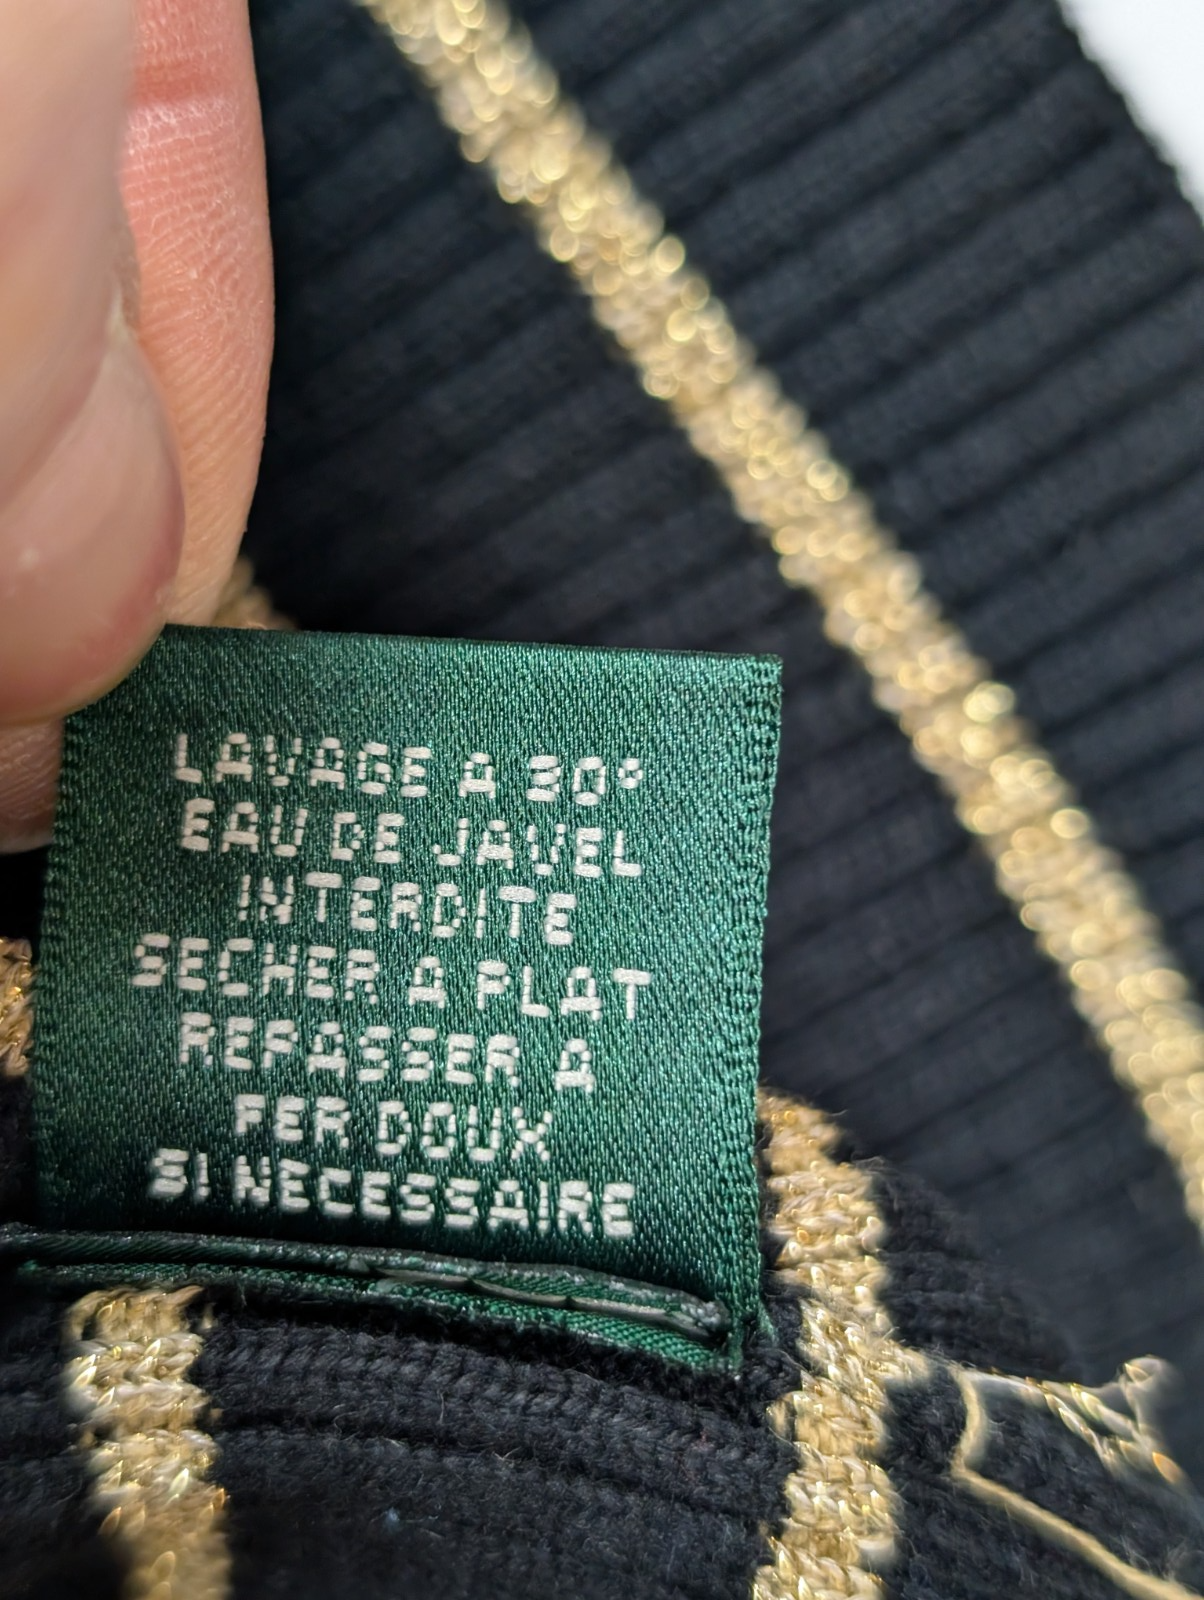 LAVAGE A 30°
EAU DE JAVEL
INTERDITE
SECHER A PLAT
REPASSER A
FER DOUX
SI NECESSAIRE